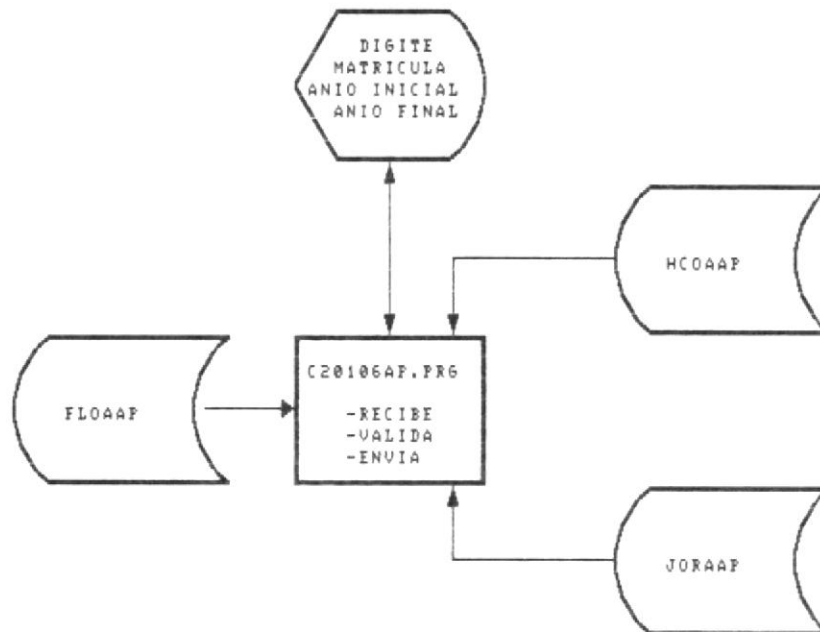 DIGITE
MATRICULA
ANIO INICIAL
ANIO FINAL
HCOAAP
C20106AP.PRG
FLOAAP
-RECIBE
-VALIDA
-ENVIA
JORAAP